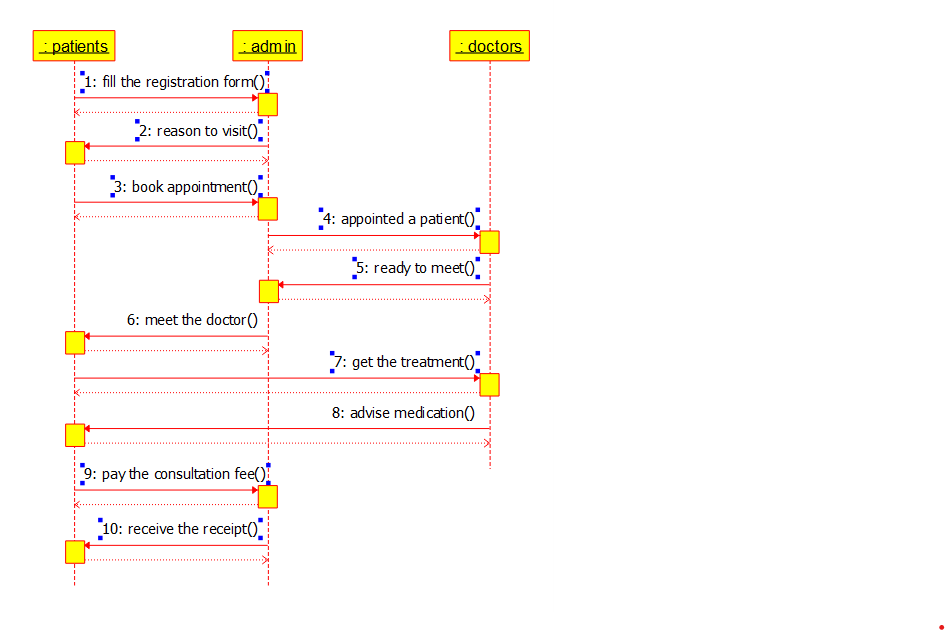 : patients
: admin
: doctors
1: fill the registration form()
2: reason to visit()
3: book appointment()
4: appointed a patient()
5: ready to meet()
6: meet the doctor()
7: get the treatment()
8: advise medication()
9: pay the consultation fee()
10: receive the receipt()